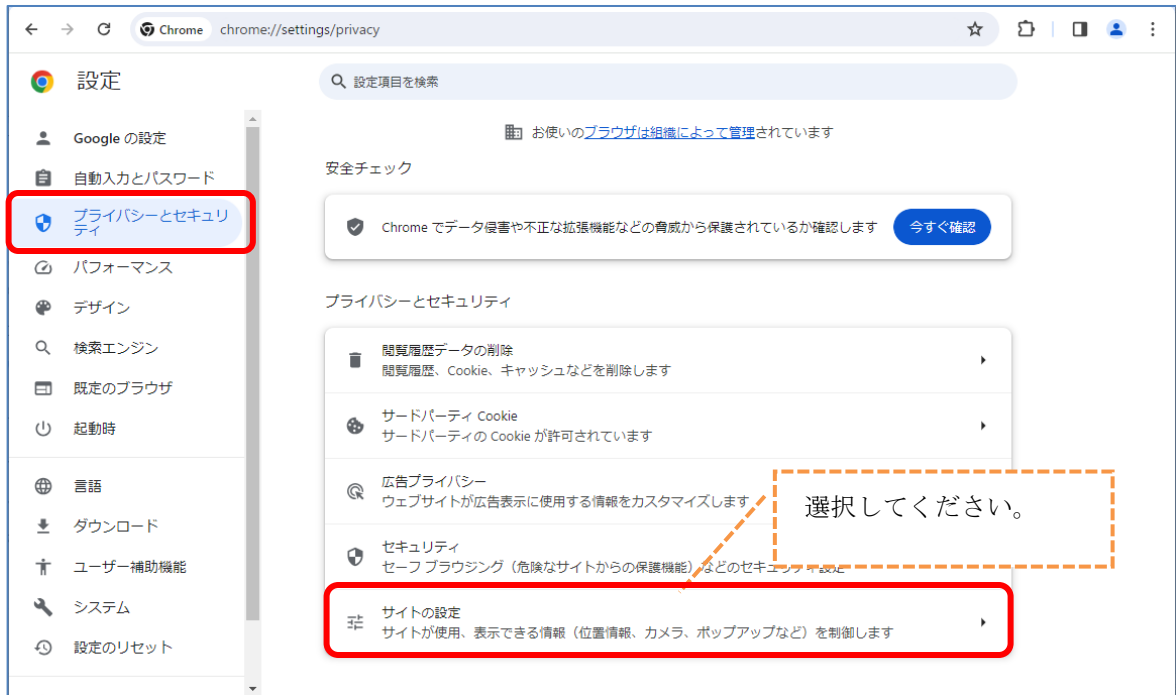 Chrome chrome://settings/privacy
設定
設定項目を検索
Google の設定
自動入力とパスワード
プライバシーとセキュリ
ティ
パフォーマンス
デザイン
検索エンジン
既定のブラウザ
起動時
言語
ダウンロード
ユーザー補助機能
システム
設定のリセット
お使いのブラウザは組織によって管理されています
安全チェック
Chrome でデータ侵害や不正な拡張機能などの脅威から保護されているか確認します
今すぐ確認
プライバシーとセキュリティ
閲覧履歴データの削除
閲覧履歴、Cookie、キャッシュなどを削除します
サードパーティ Cookie
サードパーティの Cookie が許可されています
広告プライバシー
ウェブサイトが広告表示に使用する情報をカスタマイズします
選択してください。
セキュリティ
セーフ ブラウジング（危険なサイトからの保護機能）などのセキュリティ設定
サイトの設定
サイトが使用、表示できる情報（位置情報、カメラ、ポップアップなど）を制御します